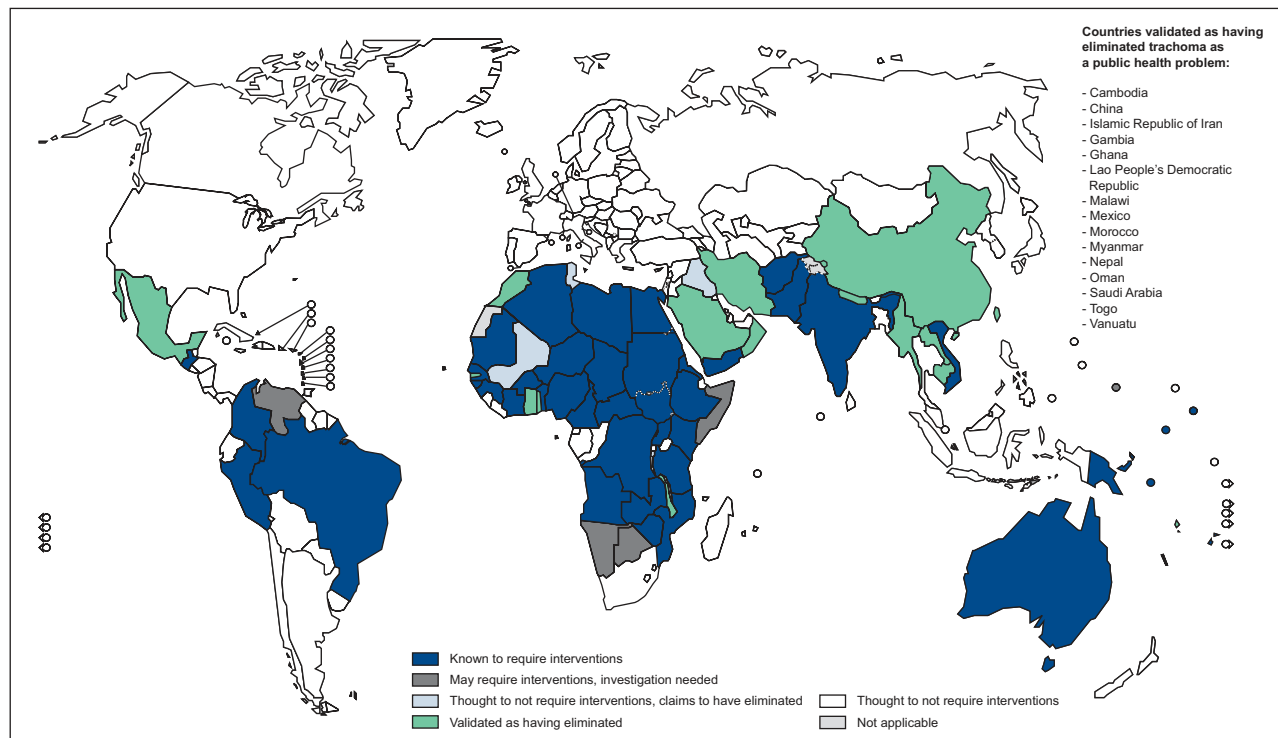 Countries validated as having
eliminated trachoma as
a public health problem:
- Cambodia
- China
- Islamic Republic of Iran
- Gambia
- Ghana
- Lao People's Democratic
Republic
- Malawi
- Mexico
- Morocco
- Myanmar
- Nepal
- Oman
- Saudi Arabia
- Togo
- Vanuatu
Known to require interventions
May require interventions, investigation needed
Thought to not require interventions, claims to have eliminated
Validated as having eliminated
Thought to not require interventions
Not applicable